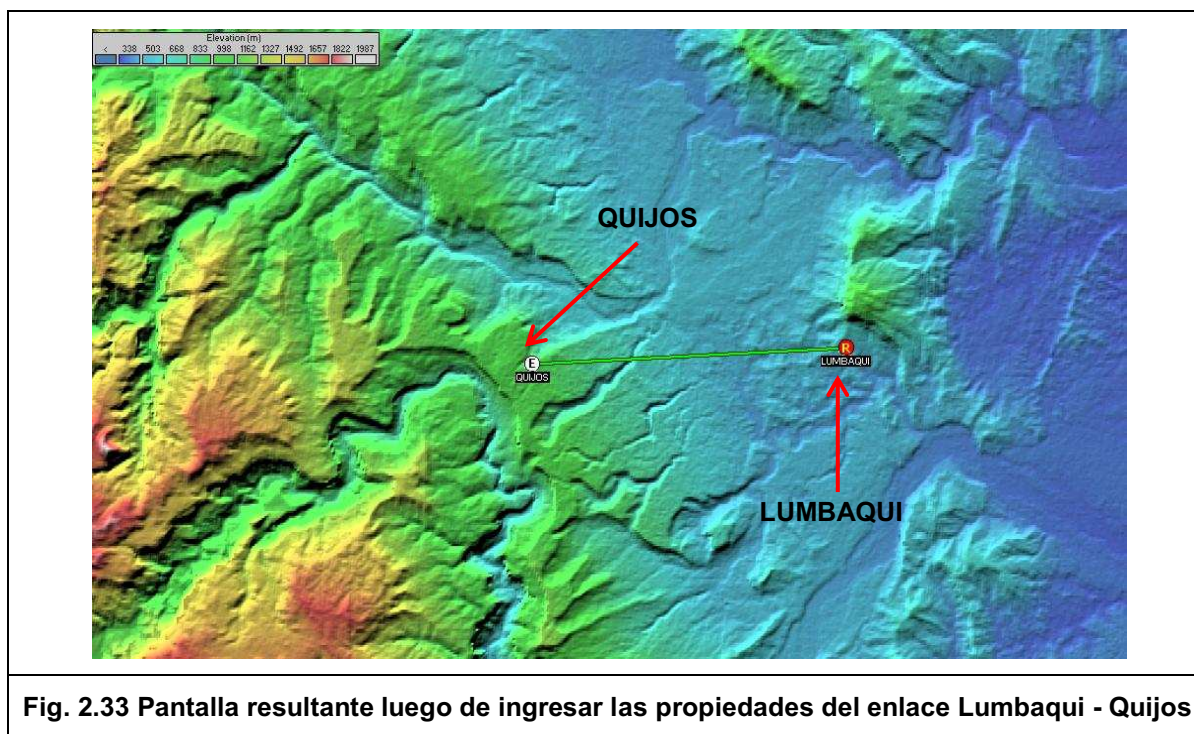 Elevation (m)
< 338 503 668 833 998 1162 1327 1492 1657 1822 1987
QUIJOS
E
QUIJOS
R
LUMBAQUI
LUMBAQUI
Fig. 2.33 Pantalla resultante luego de ingresar las propiedades del enlace Lumbaqui - Quijos